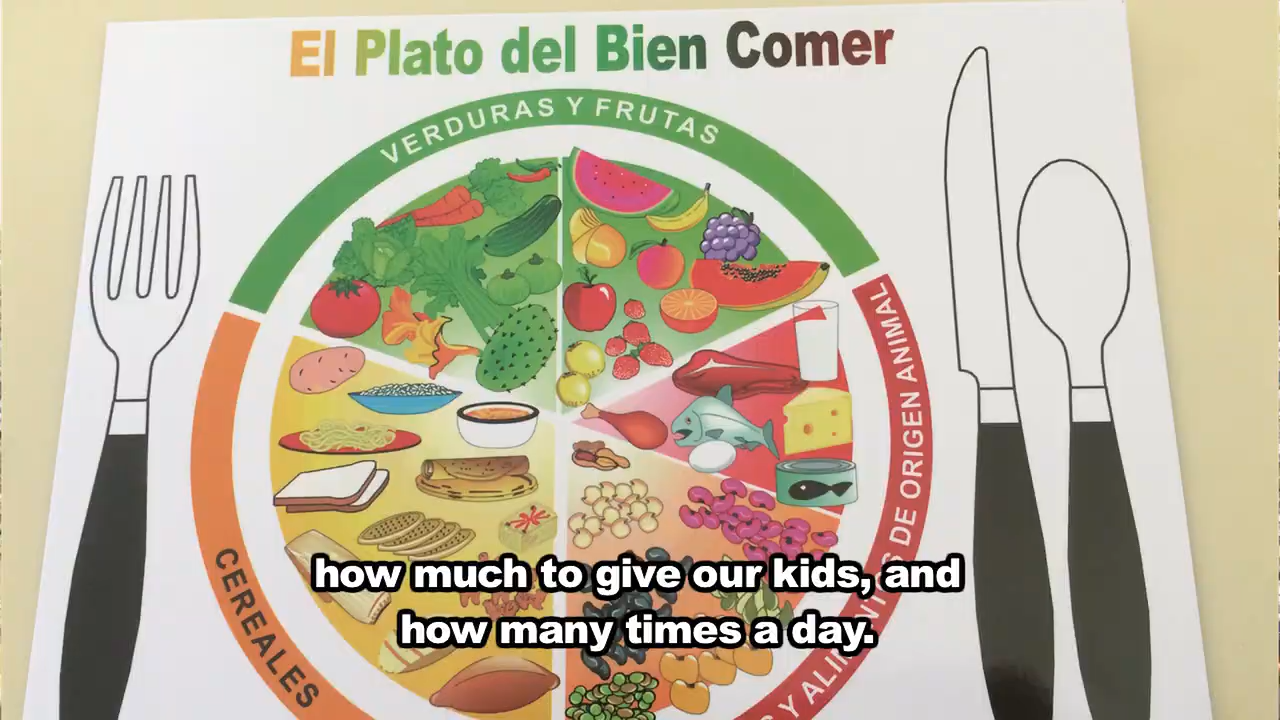 El Plato del Bien Comer
VERDURAS Y FRUTAS
CEREALES
Y DE ORIGEN ANIMAL
how much to give our kids, and
how many times a day.